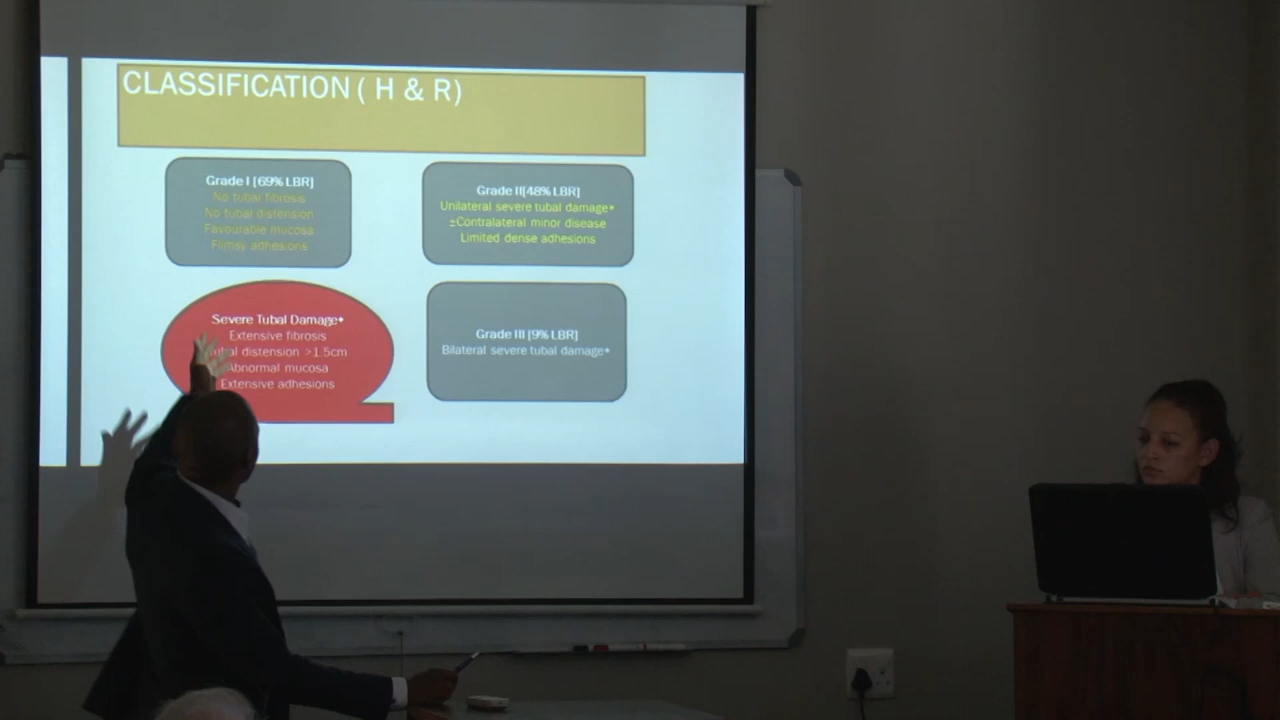 CLASSIFICATION ( H & R)
Grade I [69% LBR]
No tubal fibrosis
No tubal distension
Favourable mucosa
Flimsy adhesions
Grade II[48% LBR]
Unilateral severe tubal damage*
±Contralateral minor disease
Limited dense adhesions
Severe Tubal Damage*
Extensive fibrosis
distension >1.5cm
Abnormal mucosa
Extensive adhesions
Grade III [9% LBR]
Bilateral severe tubal damage*